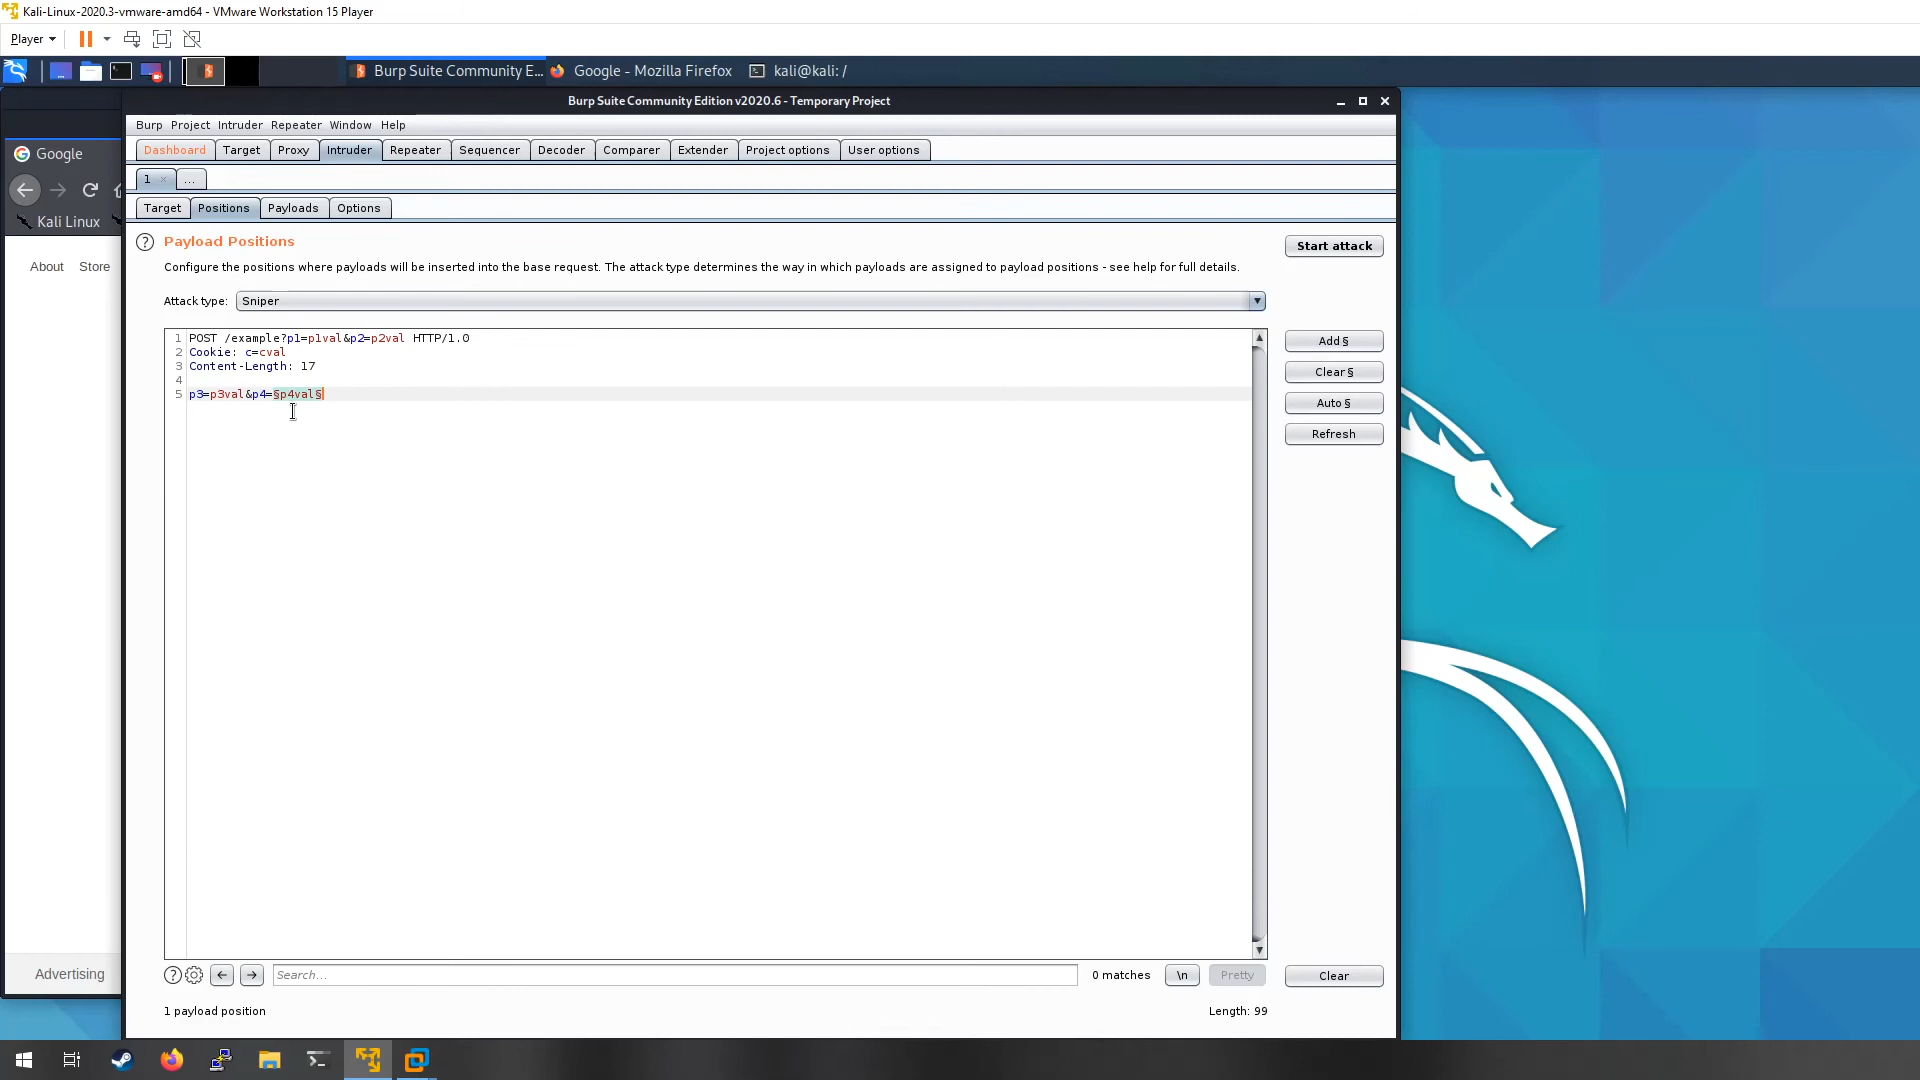 Kali-Linux-2020.3-vmware-amd64 - VMware Workstation 15 Player
Player
Burp Suite Community E... Google - Mozilla Firefox kali@kali: /
Burp Suite Community Edition v2020.6 - Temporary Project
Burp Project Intruder Repeater Window Help
Dashboard Target Proxy Intruder Repeater Sequencer Decoder Comparer Extender Project options User options
Google
1 × ...
Target Positions Payloads Options
Kali Linux
? Payload Positions
Start attack
Configure the positions where payloads will be inserted into the base request. The attack type determines the way in which payloads are assigned to payload positions - see help for full details.
About Store
Attack type: Sniper
1 POST /example?p1=p1val&p2=p2val HTTP/1.0
2 Cookie: c=cval
3 Content-Length: 17
4
5 p3=p3val&p4=§p4val§
Add §
Clear §
Auto §
Refresh
Advertising
? Search... 0 matches \n Pretty Clear
1 payload position Length: 99